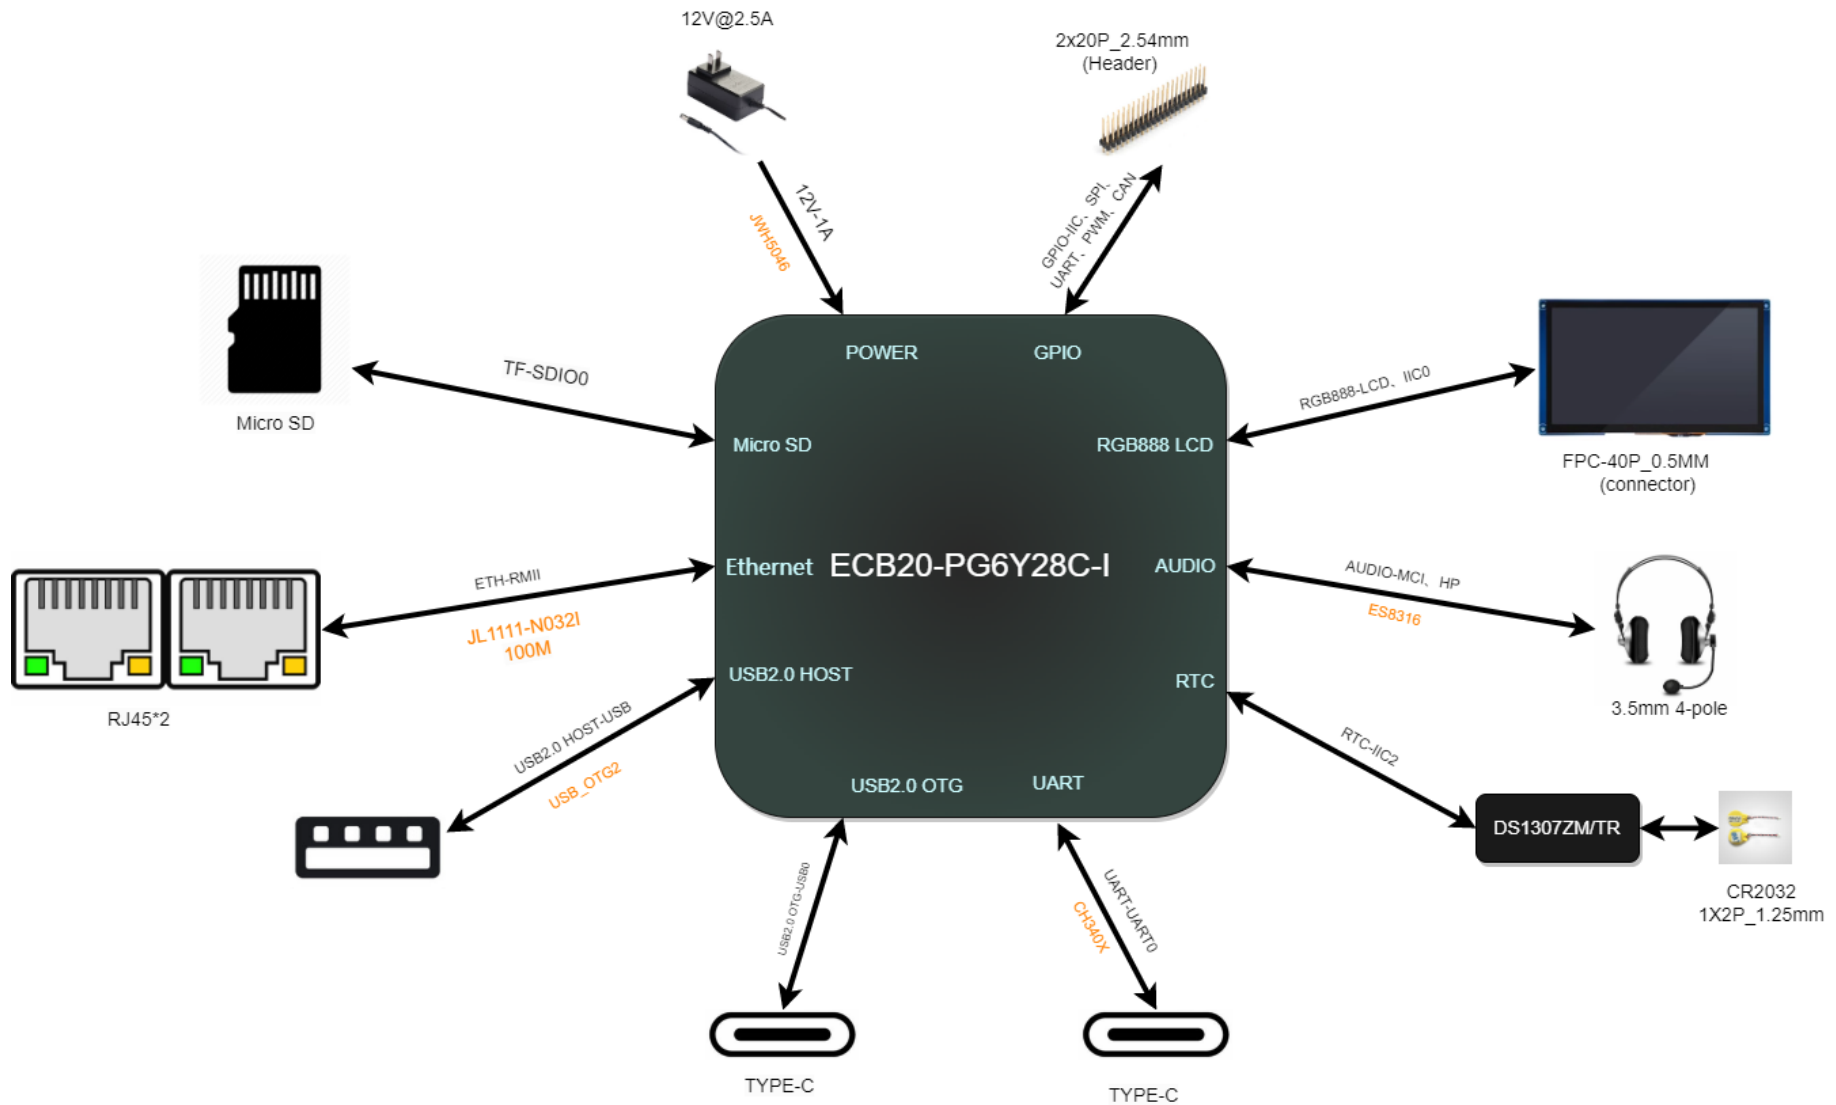 12V@2.5A
2x20P_2.54mm
(Header)
12V-1A
JWH5046
GPIO-IIC、SPI、
UART、PWM、CAN
POWER
GPIO
TF-SDIO0
Micro SD
Micro SD
RGB888 LCD
RGB888-LCD、IIC0
FPC-40P_0.5MM
(connector)
ETH-RMII
JL1111-N032I
100M
RJ45*2
Ethernet
ECB20-PG6Y28C-I
AUDIO
AUDIO-MCI、HP
ES8316
3.5mm 4-pole
USB2.0 HOST
RTC
USB2.0 HOST-USB
USB_OTG2
RTC-IIC2
USB2.0 OTG
UART
DS1307ZM/TR
CR2032
1X2P_1.25mm
USB2.0 OTG-USB0
UART-UART0
CH340X
TYPE-C
TYPE-C